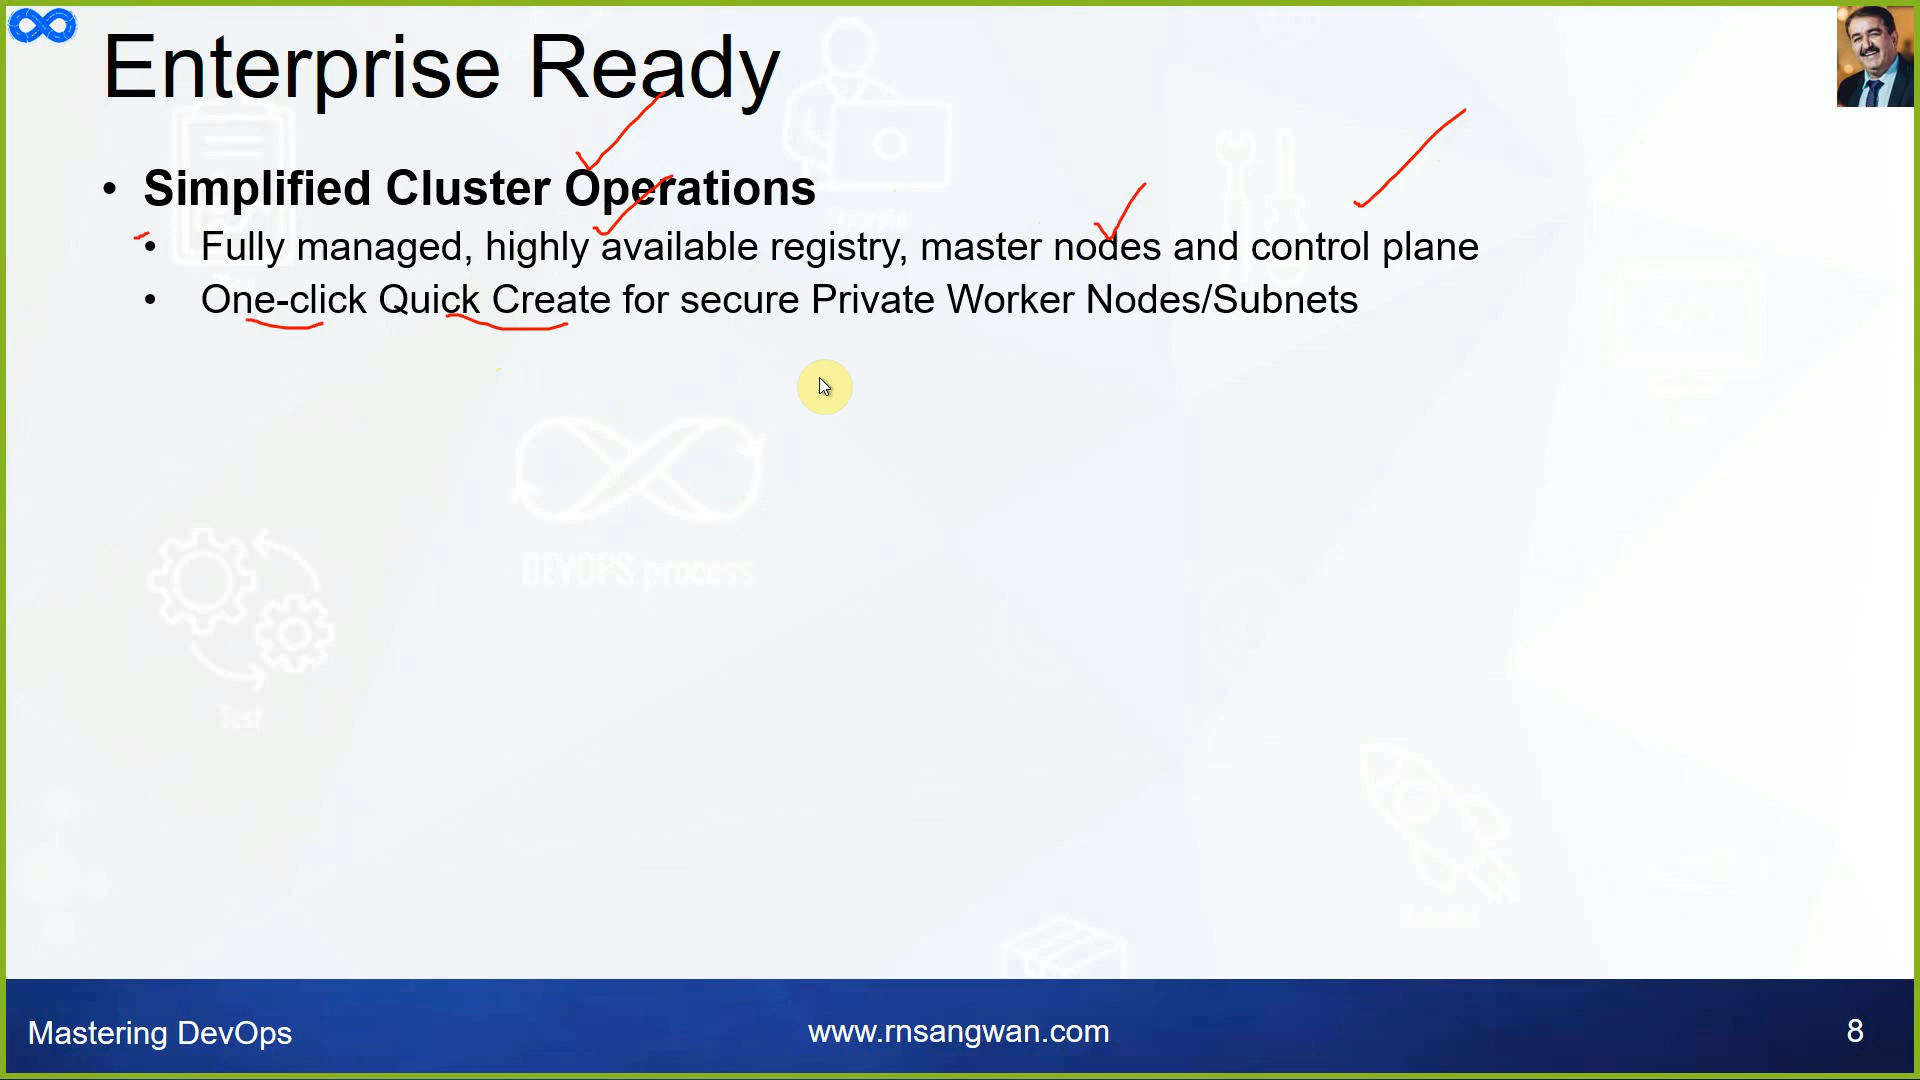 Enterprise Ready
• Simplified Cluster Operations
• Fully managed, highly available registry, master nodes and control plane
• One-click Quick Create for secure Private Worker Nodes/Subnets
DEVOPS process
Test
Mastering DevOps
www.rnsangwan.com
8